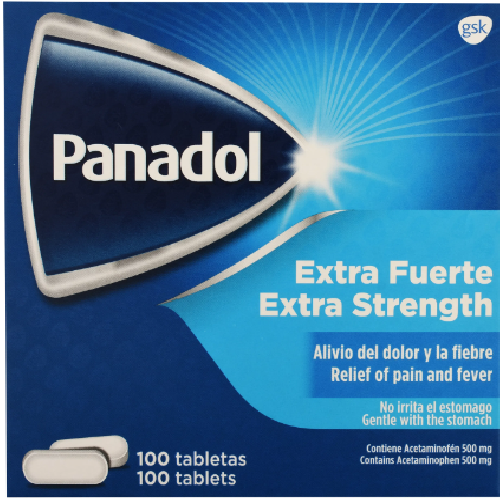 gsk
Panadol
Extra Fuerte
Extra Strength
Alivio del dolor y la fiebre
Relief of pain and fever
No irrita el estomago
Gentle with the stomach
Contiene Acetaminofén 500 mg
Contains Acetaminophen 500 mg
100 tabletas
100 tablets